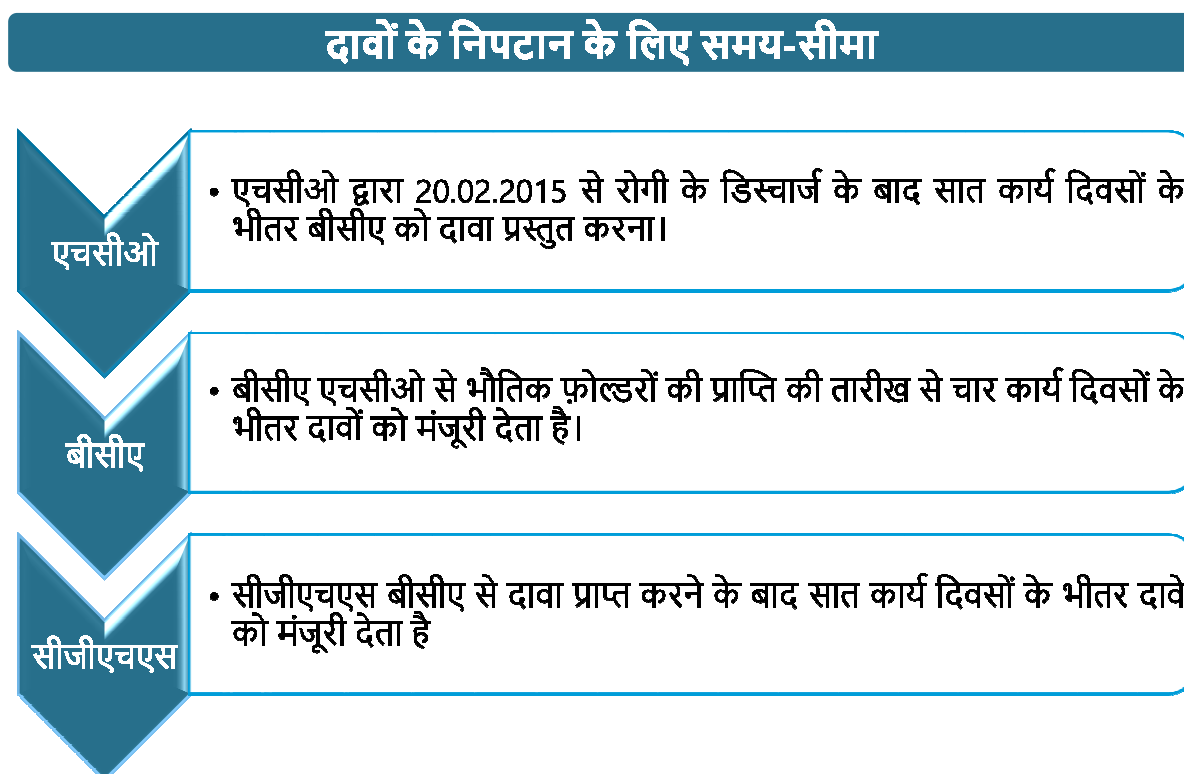 दावों के निपटान के लिए समय-सीमा
एचसीओ
• एचसीओ द्वारा 20.02.2015 से रोगी के डिस्चार्ज के बाद सात कार्य दिवसों के
भीतर बीसीए को दावा प्रस्तुत करना।
बीसीए
• बीसीए एचसीओ से भौतिक फ़ोल्डरों की प्राप्ति की तारीख से चार कार्य दिवसों के
भीतर दावों को मंजूरी देता है।
सीजीएचएस
• सीजीएचएस बीसीए से दावा प्राप्त करने के बाद सात कार्य दिवसों के भीतर दावे
को मंजूरी देता है